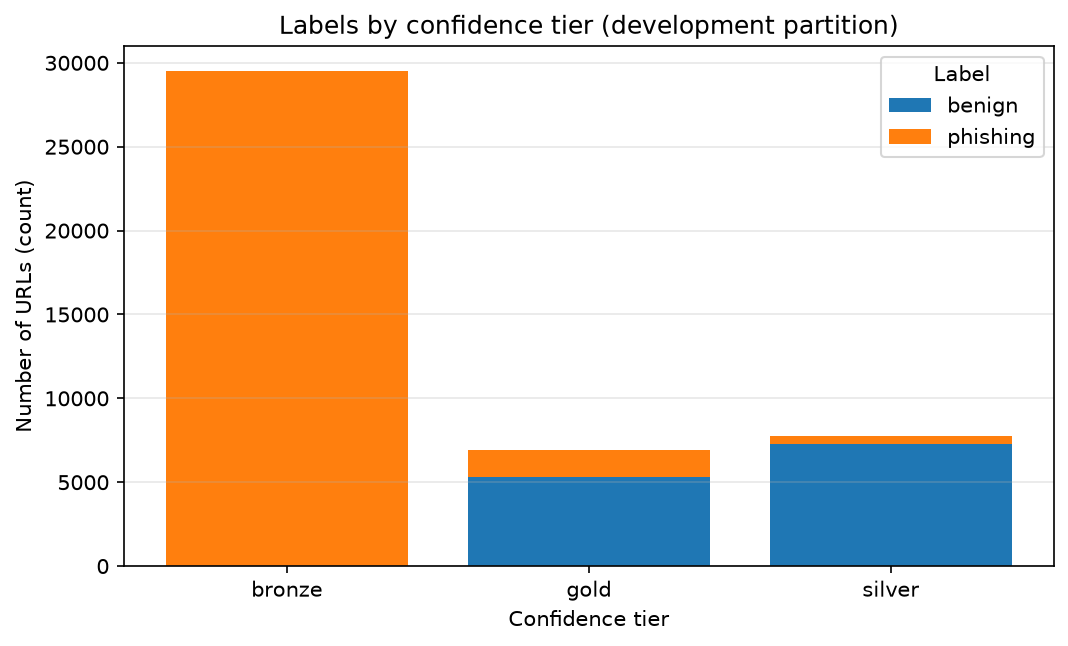 Labels by confidence tier (development partition)
Label
benign
phishing
Number of URLs (count)
30000
25000
20000
15000
10000
5000
0
bronze
gold
silver
Confidence tier